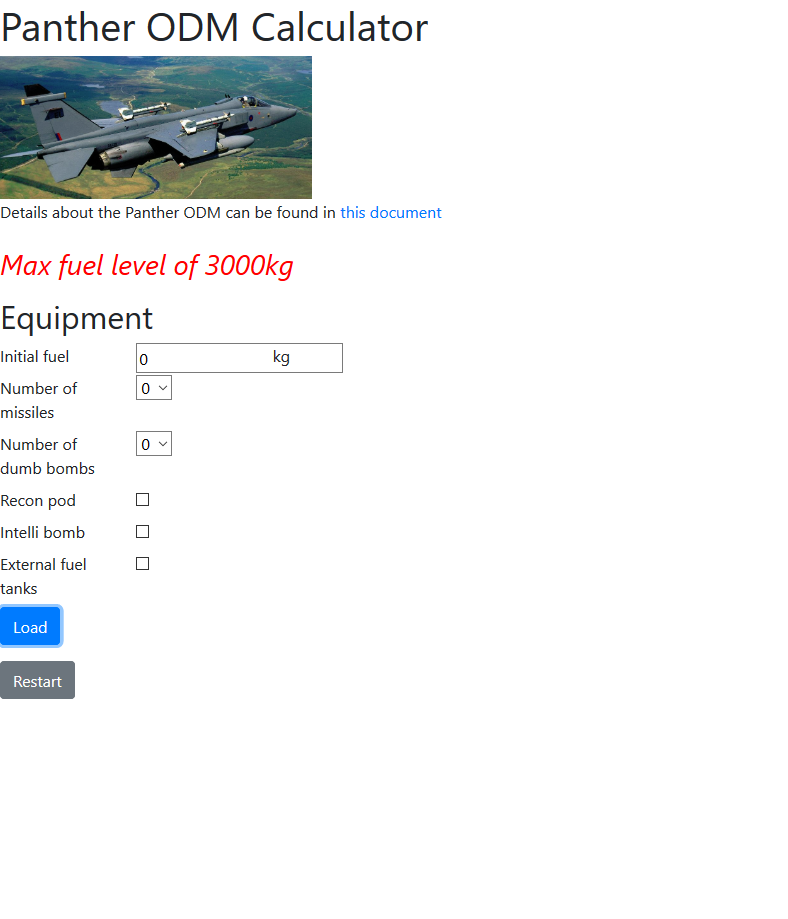 Panther ODM Calculator
Details about the Panther ODM can be found in this document
Max fuel level of 3000kg
Equipment
Initial fuel 0 kg
Number of 0
missiles
Number of 0
dumb bombs
Recon pod
Intelli bomb
External fuel
tanks
Load
Restart